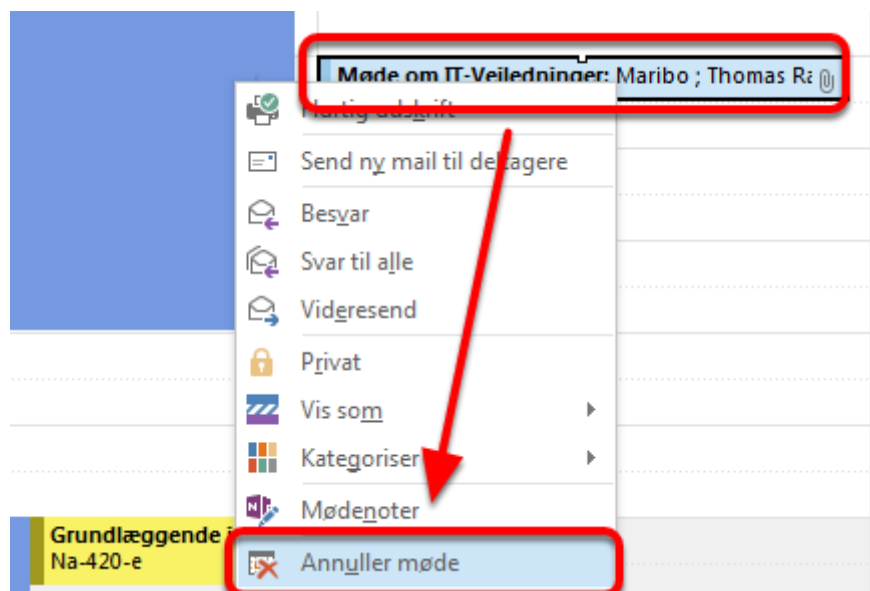 Møde om IT-Vejledninger: Maribo ; Thomas Ra
Hurtig udskrift
Send ny mail til deltagere
Besvar
Svar til alle
Videresend
Privat
Vis som
Kategoriser
Mødenoter
Grundlæggende i
Na-420-e
Annuller møde